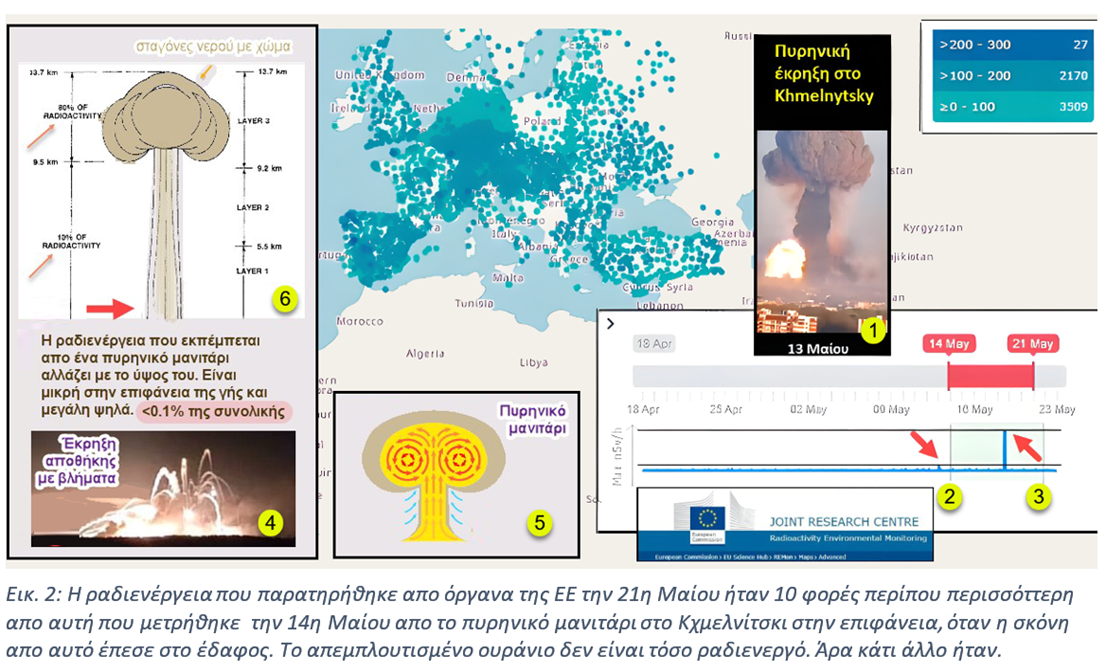 σταγόνες νερού με χώμα
13.7 km
13.7 km
80% OF
RADIOACTIVITY
LAYER 3
9.5 km
9.2 km
LAYER 2
10% OF
RADIOACTIVITY
5.5 km
LAYER 1
6
Η ραδιενέργεια που εκπέμπεται
απο ένα πυρηνικό μανιτάρι
αλλάζει με το ύψος του. Είναι
μικρή στην επιφάνεια της γής και
μεγάλη ψηλά. <0.1% της συνολικής
Έκρηξη
αποθήκης
με βλήματα
4
United Kingdom
Ireland
Poland
Italy
Albania
Malta
Tunisia
Morocco
Algeria
Libya
Syria
Lebanon
Georgia
Kyrgyzstan
Πυρηνική
έκρηξη στο
Khmelnytsky
1
13 Μαίου
>200 - 300 27
>100 - 200 2170
≥0 - 100 3509
Πυρηνικό
μανιτάρι
5
18 Apr
14 May
21 May
18 Apr
25 Apr
02 May
09 May
16 May
23 May
Max nSv/h
2
3
European
Commission
JOINT RESEARCH CENTRE
Radioactivity Environmental Monitoring
European Commission > EU Science Hub > REMon > Maps > Advanced
Εικ. 2: Η ραδιενέργεια που παρατηρήθηκε απο όργανα της ΕΕ την 21η Μαίου ήταν 10 φορές περίπου περισσότερη
απο αυτή που μετρήθηκε την 14η Μαίου απο το πυρηνικό μανιτάρι στο Κχμελνίτσκι στην επιφάνεια, όταν η σκόνη
απο αυτό έπεσε στο έδαφος. Το απεμπλουτισμένο ουράνιο δεν είναι τόσο ραδιενεργό. Άρα κάτι άλλο ήταν.